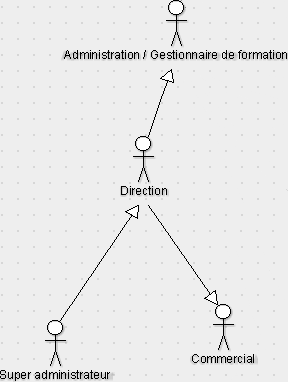 Administration / Gestionnaire de formation
Direction
Commercial
Super administrateur